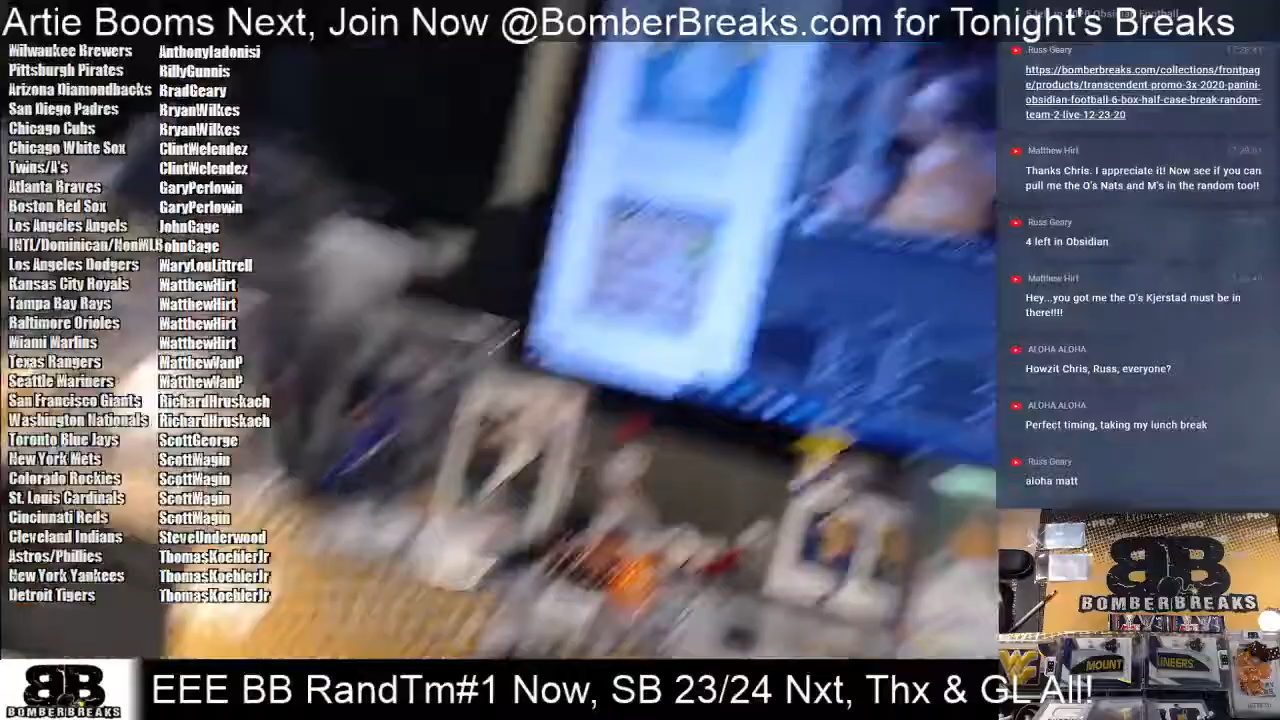 Artie Booms Next, Join Now @BomberBreaks.com for Tonight's Breaks
Milwaukee Brewers AnthonyIadonisi
Pittsburgh Pirates BillyGunnis
Arizona Diamondbacks BradGeary
San Diego Padres BryanWilkes
Chicago Cubs BryanWilkes
Chicago White Sox ClintMelendez
Twins/A's ClintMelendez
Atlanta Braves GaryPerlowin
Boston Red Sox GaryPerlowin
Los Angeles Angels JohnGage
INTL/Dominican/NonMLB JohnGage
Los Angeles Dodgers MaryLouLittrell
Kansas City Royals MatthewHirt
Tampa Bay Rays MatthewHirt
Baltimore Orioles MatthewHirt
Miami Marlins MatthewHirt
Texas Rangers MatthewVanP
Seattle Mariners MatthewVanP
San Francisco Giants RichardHruskach
Washington Nationals RichardHruskach
Toronto Blue Jays ScottGeorge
New York Mets ScottMagin
Colorado Rockies ScottMagin
St. Louis Cardinals ScottMagin
Cincinnati Reds ScottMagin
Cleveland Indians SteveUnderwood
Astros/Phillies ThomasKoehlerJr
New York Yankees ThomasKoehlerJr
Detroit Tigers ThomasKoehlerJr
Russ Geary
https://bomberbreaks.com/collections/frontpag
e/products/transcendent-promo-3x-2020-panini-
obsidian-football-6-box-half-case-break-random-
team-2-live-12-23-20
Matthew Hirt
Thanks Chris. I appreciate it! Now see if you can
pull me the O's Nats and M's in the random too!!
Russ Geary
4 left in Obsidian
Matthew Hirt
Hey...you got me the O's Kjerstad must be in
there!!!!
ALOHA ALOHA
Howzit Chris, Russ, everyone?
ALOHA ALOHA
Perfect timing, taking my lunch break
Russ Geary
aloha matt
BB
BOMBERBREAKS
MOUNT
INEERS
BB
BOMBERBREAKS
EEE BB RandTm#1 Now, SB 23/24 Nxt, Thx & GL All!